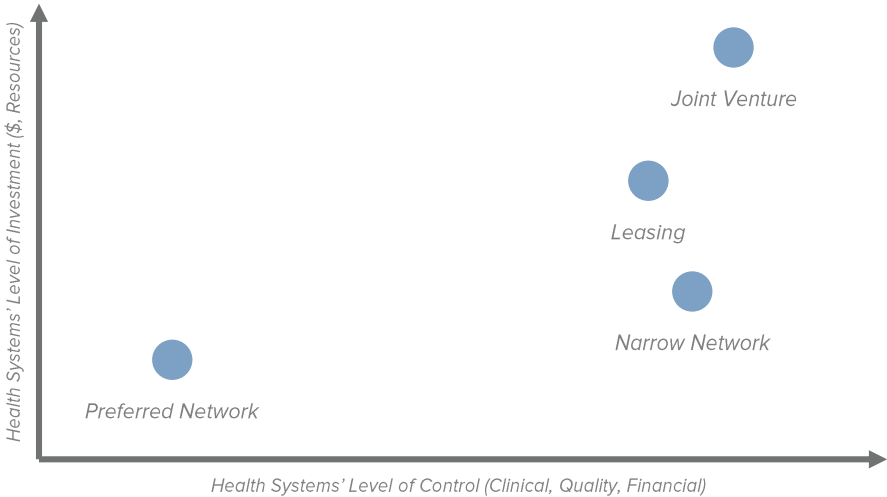 Health Systems’ Level of Investment ($, Resources)
Joint Venture
Leasing
Narrow Network
Preferred Network
Health Systems’ Level of Control (Clinical, Quality, Financial)